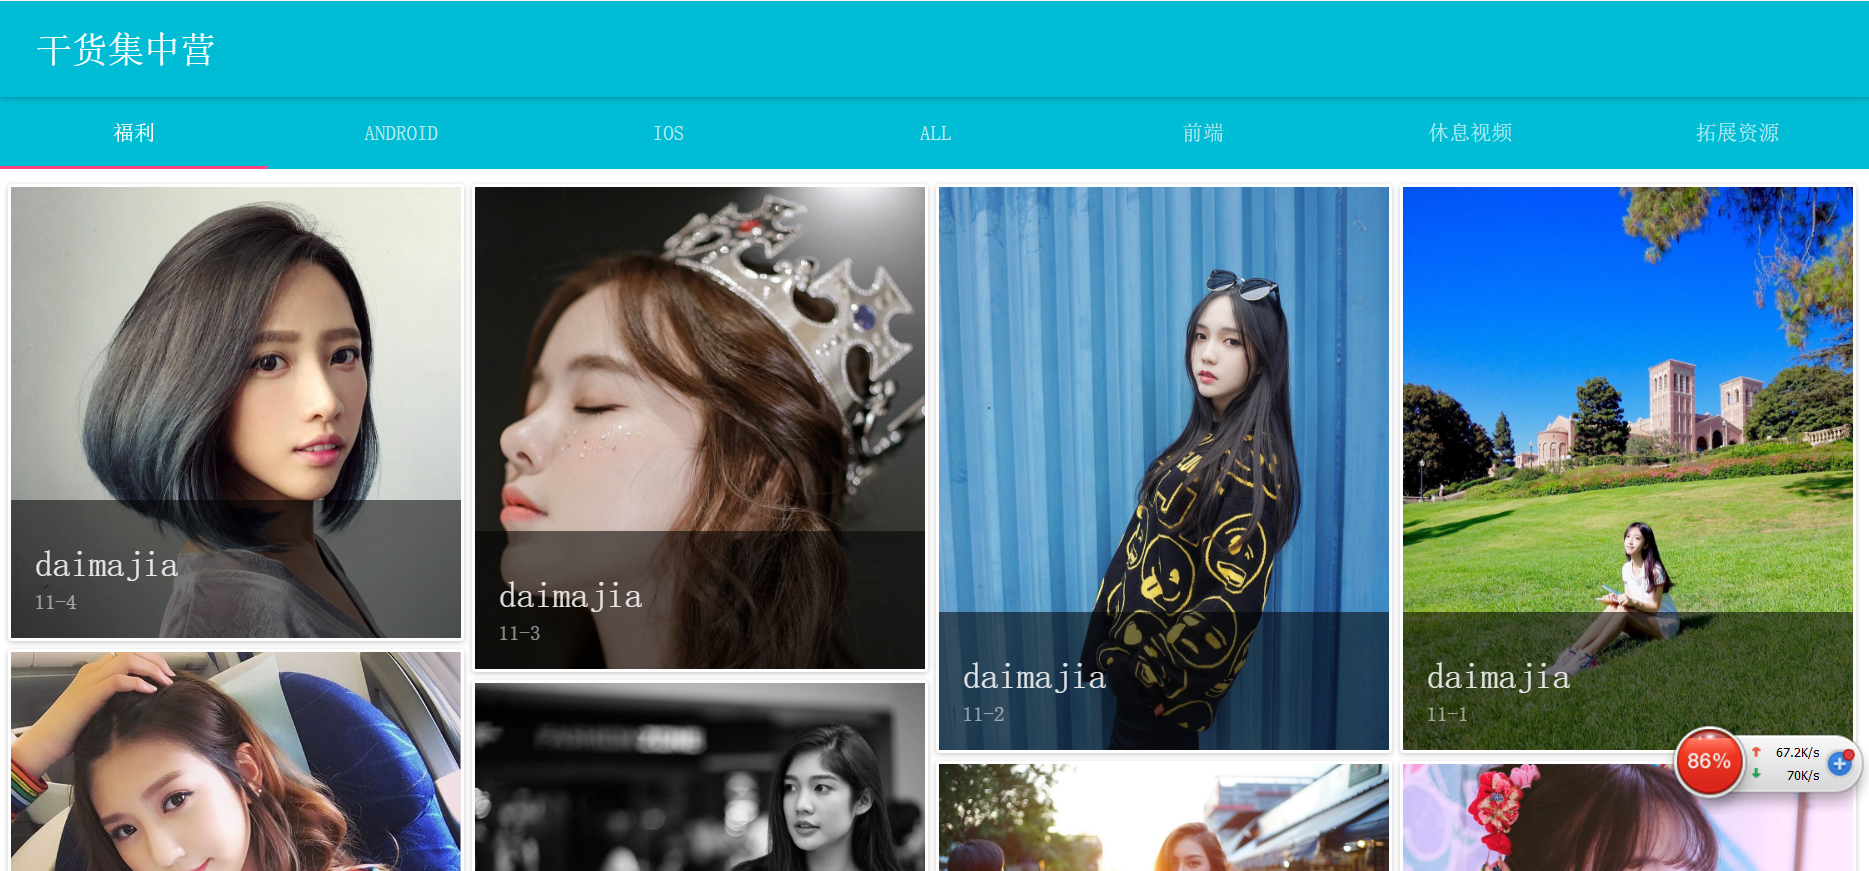 干货集中营
福利
ANDROID
IOS
ALL
前端
休息视频
拓展资源
daimajia
11-4
daimajia
11-3
daimajia
11-2
daimajia
11-1
86%
67.2K/s
70K/s